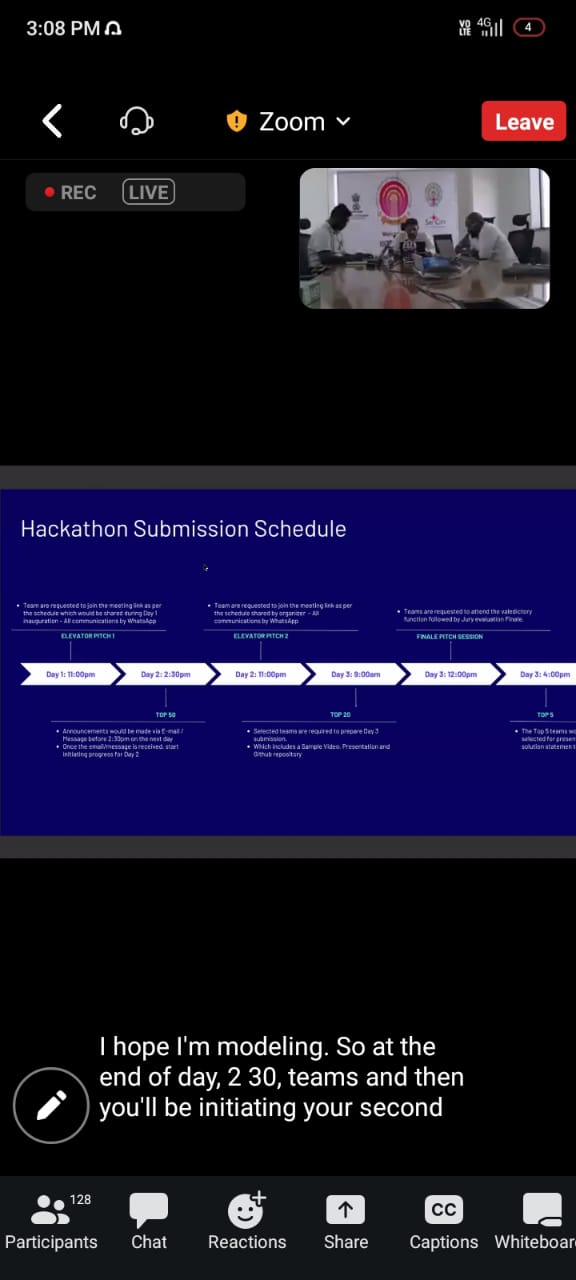 3:08 PM
VO
LTE
4G
4
Zoom
Leave
REC
LIVE
Hackathon Submission Schedule
Team are requested to join the meeting link as per
the schedule which would be shared during Day 1
inauguration - All communications by WhatsApp
ELEVATOR PITCH 1
Team are requested to join the meeting link as per
the schedule shared by organizer - All
communications by WhatsApp
ELEVATOR PITCH 2
Teams are requested to attend the valedictory
function followed by Jury evaluation Finale.
FINALE PITCH SESSION
Day 1: 11:00pm
Day 2: 2:30pm
Day 2: 11:00pm
Day 3: 9:00am
Day 3: 12:00pm
Day 3: 4:00pm
TOP 50
Announcements would be made via E-mail /
Message before 2:30pm on the next day
Once the email/message is received, start
initiating progress for Day 2
TOP 20
Selected teams are required to prepare Day 3
submission.
Which includes a Sample Video, Presentation and
Github repository
TOP 5
The Top 5 teams
selected for
solution
I hope I'm modeling. So at the
end of day, 2 30, teams and then
you'll be initiating your second
128
Participants
Chat
Reactions
Share
CC
Captions
Whiteboar